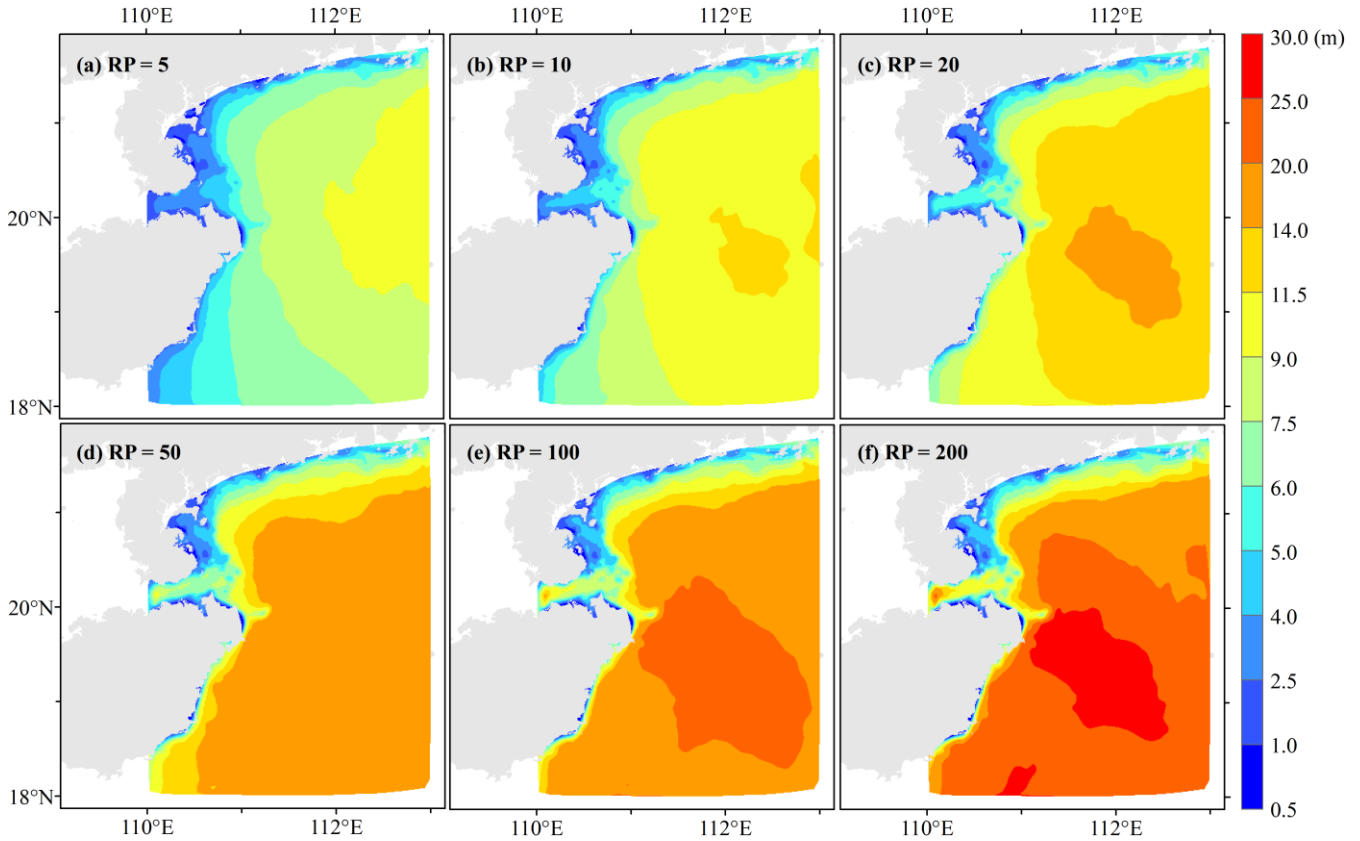 110°E 112°E 110°E 112°E 110°E 112°E
(a) RP = 5 (b) RP = 10 (c) RP = 20
20°N
18°N
(d) RP = 50 (e) RP = 100 (f) RP = 200
20°N
18°N
110°E 112°E 110°E 112°E 110°E 112°E
30.0 (m)
25.0
20.0
14.0
11.5
9.0
7.5
6.0
5.0
4.0
2.5
1.0
0.5